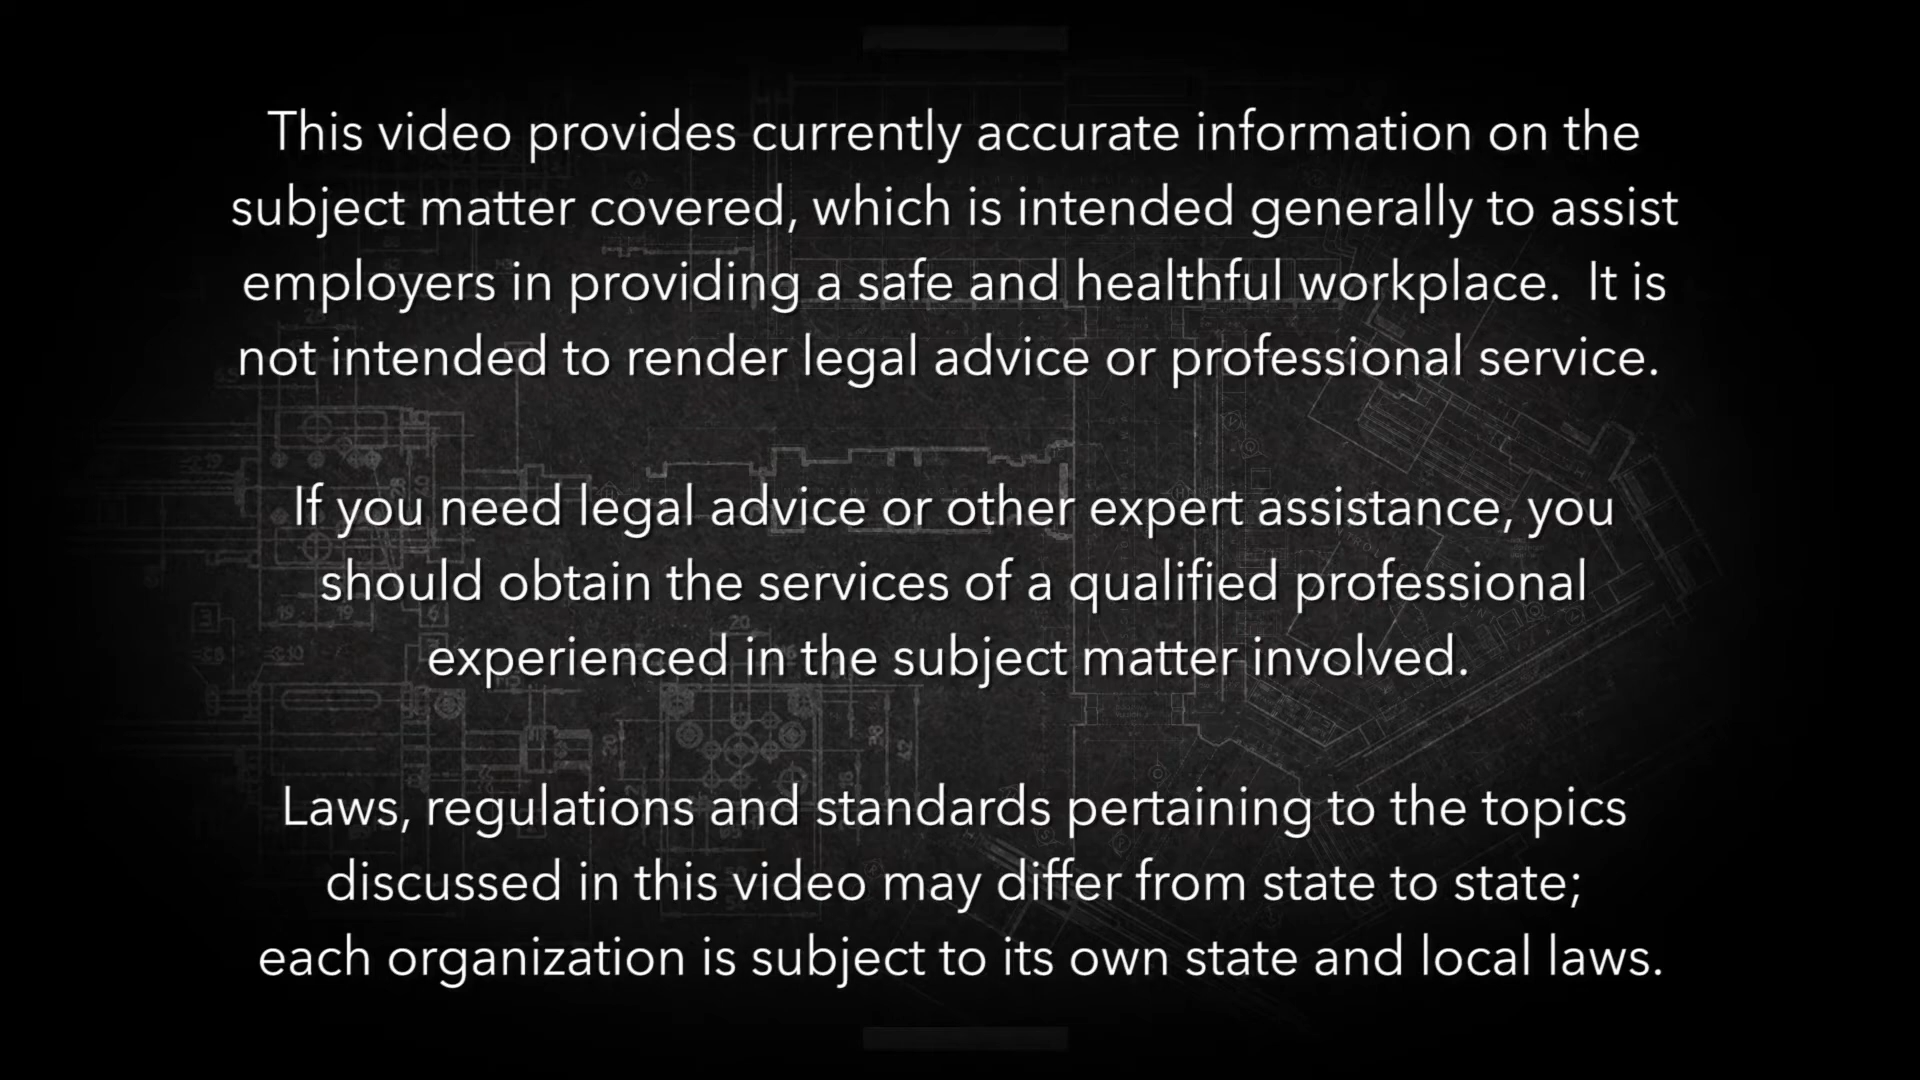 This video provides currently accurate information on the
subject matter covered, which is intended generally to assist
employers in providing a safe and healthful workplace.  It is
not intended to render legal advice or professional service.
If you need legal advice or other expert assistance, you
should obtain the services of a qualified professional
experienced in the subject matter involved.
Laws, regulations and standards pertaining to the topics
discussed in this video may differ from state to state;
each organization is subject to its own state and local laws.